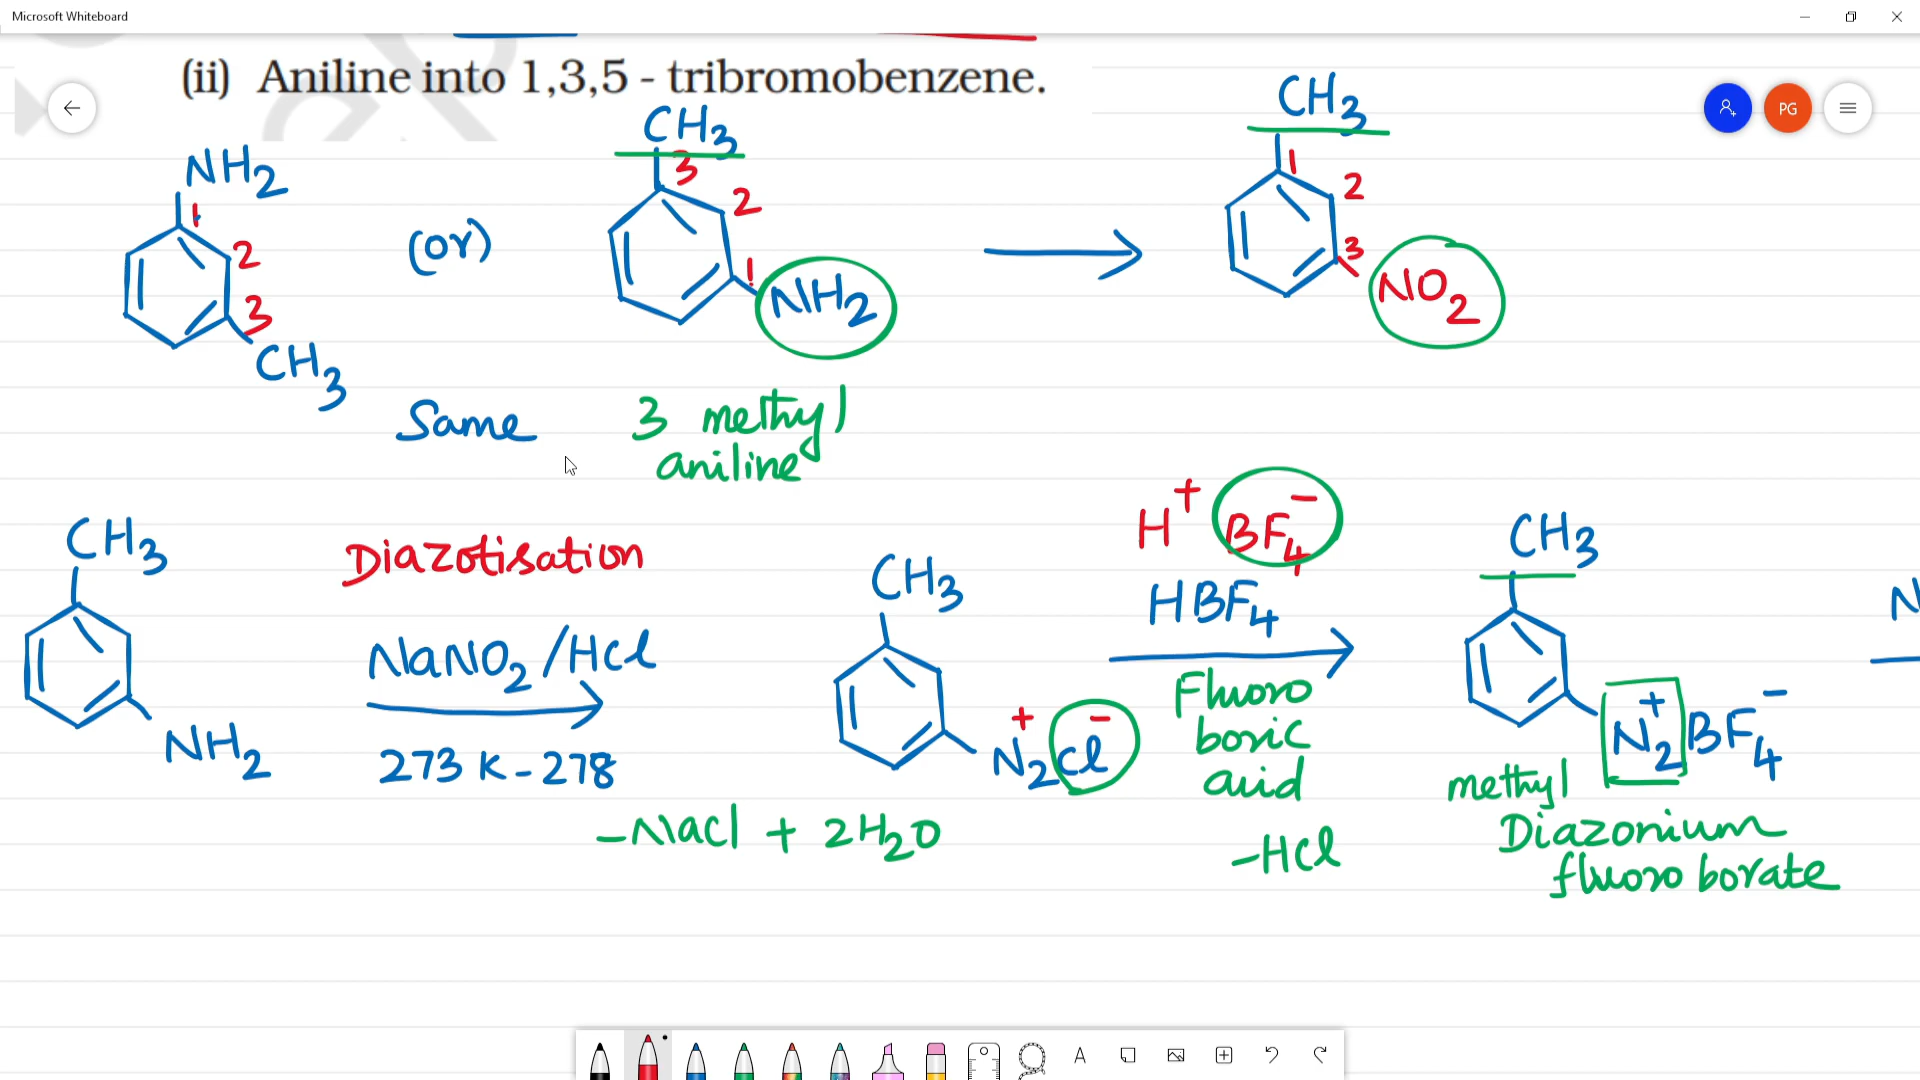 Microsoft Whiteboard
(ii) Aniline into 1,3,5 - tribromobenzene.
PG
NH2
1
2
3
CH3
(or)
CH3
3
2
1
NH2
CH3
1
2
3
NO2
Same
3 methyl
aniline
CH3
NH2
Diazotisation
NaNO2/HCl
273 K - 278
- NaCl + 2H2O
CH3
N2+ Cl-
H+ BF4-
HBF4
Fluoro
boric
acid
- HCl
CH3
N2+ BF4-
methyl
Diazonium
fluoro borate
N
A